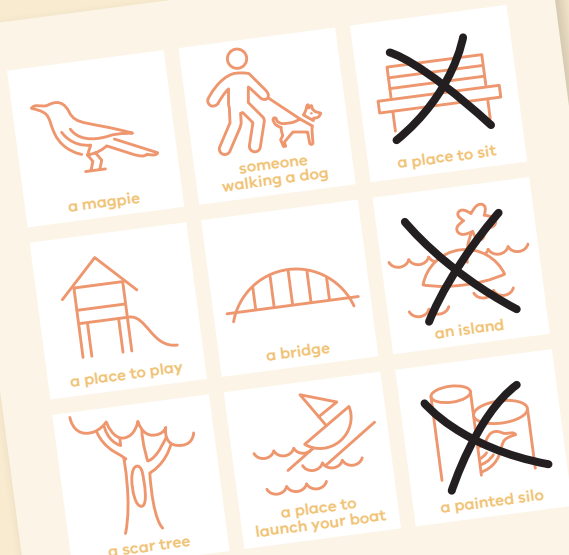 a magpie
someone
walking a dog
a place to sit
a place to play
a bridge
an island
a scar tree
a place to
launch your boat
a painted silo